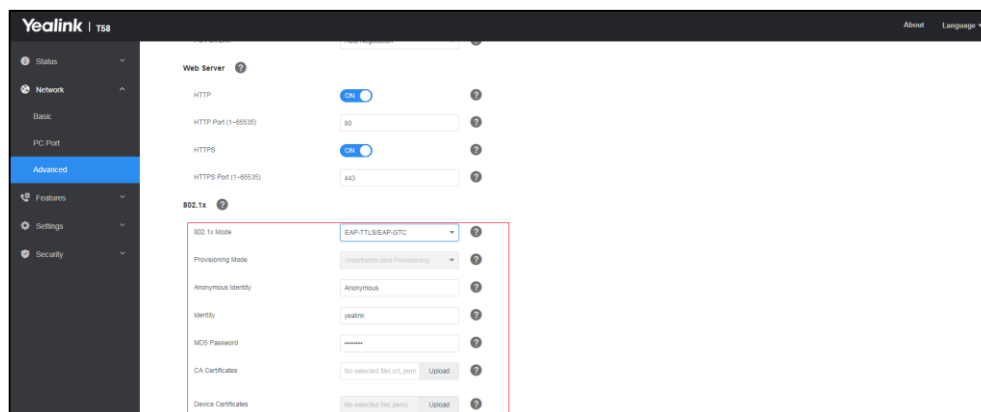 Yealink | T58
About Language
Status
Network
Basic
PC Port
Advanced
Features
Settings
Security
Web Server ?
HTTP ON ?
HTTP Port (1~65535) 80 ?
HTTPS ON ?
HTTPS Port (1~65535) 443 ?
802.1x ?
802.1x Mode EAP-TTLS/EAP-GTC ?
Provisioning Mode Unauthenticated Provisioning ?
Anonymous Identity Anonymous ?
Identity yealink ?
MD5 Password •••••••• ?
CA Certificates No selected file(.crt, .pem Upload ?
Device Certificates No selected file(.pem) Upload ?